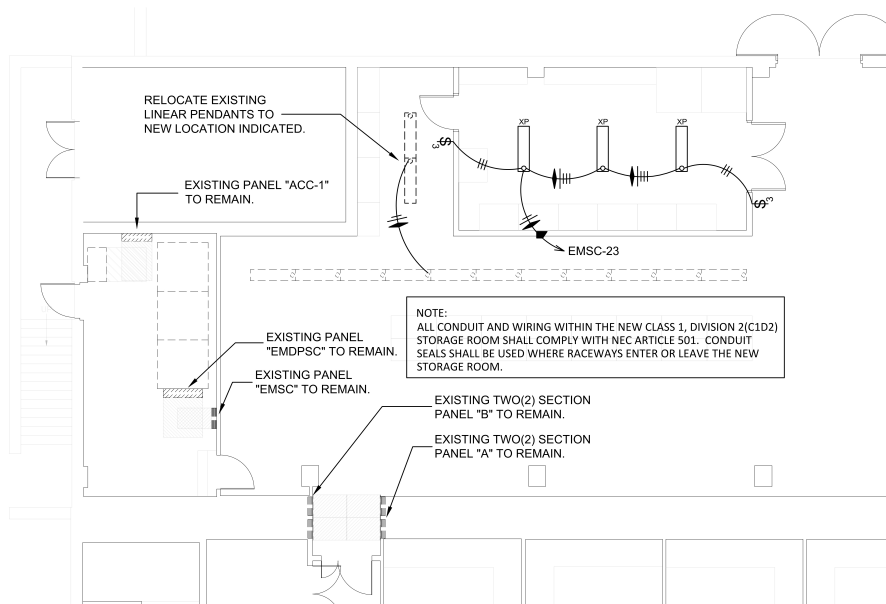 RELOCATE EXISTING
LINEAR PENDANTS TO
NEW LOCATION INDICATED.
XP
XP
XP
$3
$3
EXISTING PANEL "ACC-1"
TO REMAIN.
EMSC-23
NOTE:
ALL CONDUIT AND WIRING WITHIN THE NEW CLASS 1, DIVISION 2(C1D2)
STORAGE ROOM SHALL COMPLY WITH NEC ARTICLE 501. CONDUIT
SEALS SHALL BE USED WHERE RACEWAYS ENTER OR LEAVE THE NEW
STORAGE ROOM.
EXISTING PANEL
"EMDPSC" TO REMAIN.
EXISTING PANEL
"EMSC" TO REMAIN.
EXISTING TWO(2) SECTION
PANEL "B" TO REMAIN.
EXISTING TWO(2) SECTION
PANEL "A" TO REMAIN.